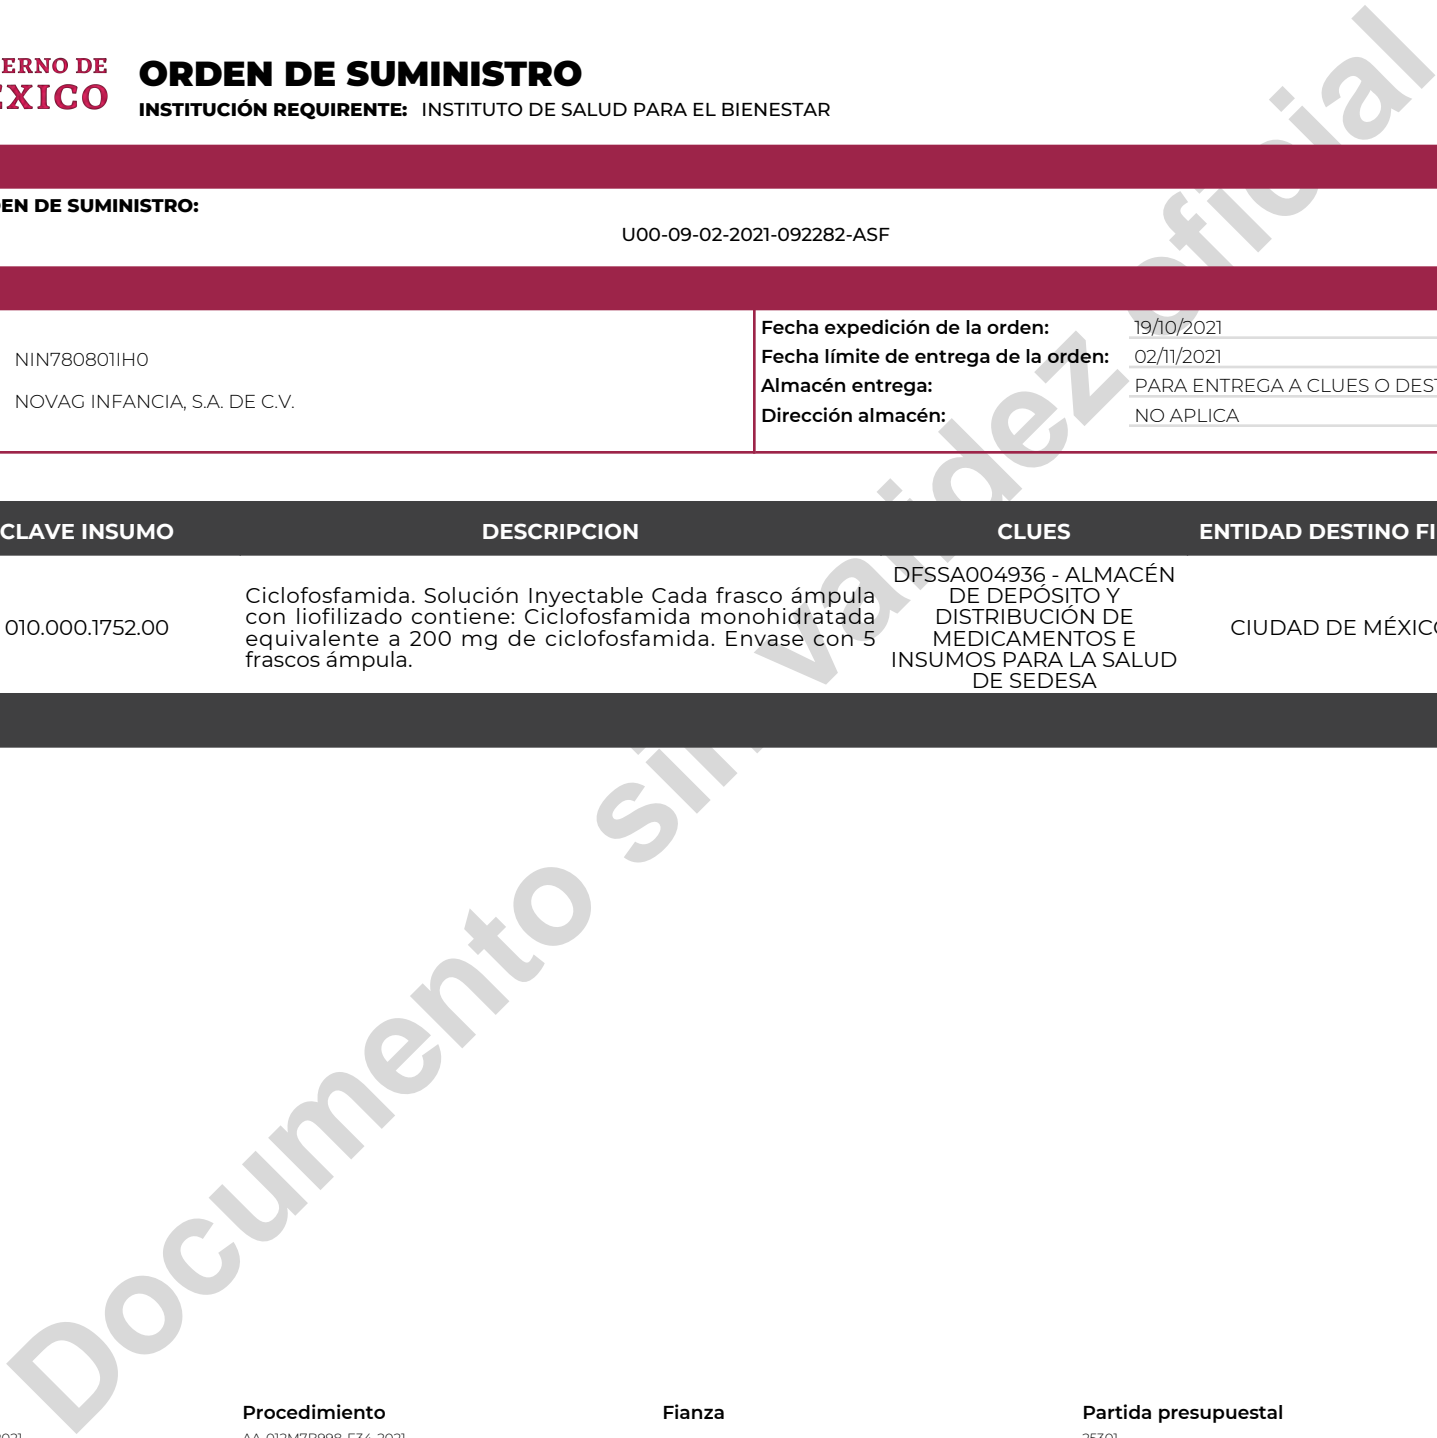 ERNO DE
ÉXICO
ORDEN DE SUMINISTRO
INSTITUCIÓN REQUIRENTE: INSTITUTO DE SALUD PARA EL BIENESTAR
EN DE SUMINISTRO:
U00-09-02-2021-092282-ASF
NIN780801IH0
NOVAG INFANCIA, S.A. DE C.V.
Fecha expedición de la orden: 19/10/2021
Fecha límite de entrega de la orden: 02/11/2021
Almacén entrega: PARA ENTREGA A CLUES O DEST
Dirección almacén: NO APLICA
CLAVE INSUMO DESCRIPCION CLUES ENTIDAD DESTINO FI
010.000.1752.00
Ciclofosfamida. Solución Inyectable Cada frasco ámpula
con liofilizado contiene: Ciclofosfamida monohidratada
equivalente a 200 mg de ciclofosfamida. Envase con 5
frascos ámpula.
DFSSA004936 - ALMACÉN
DE DEPÓSITO Y
DISTRIBUCIÓN DE
MEDICAMENTOS E
INSUMOS PARA LA SALUD
DE SEDESA
CIUDAD DE MÉXICO
Documento sin validez oficial
Procedimiento Fianza Partida presupuestal